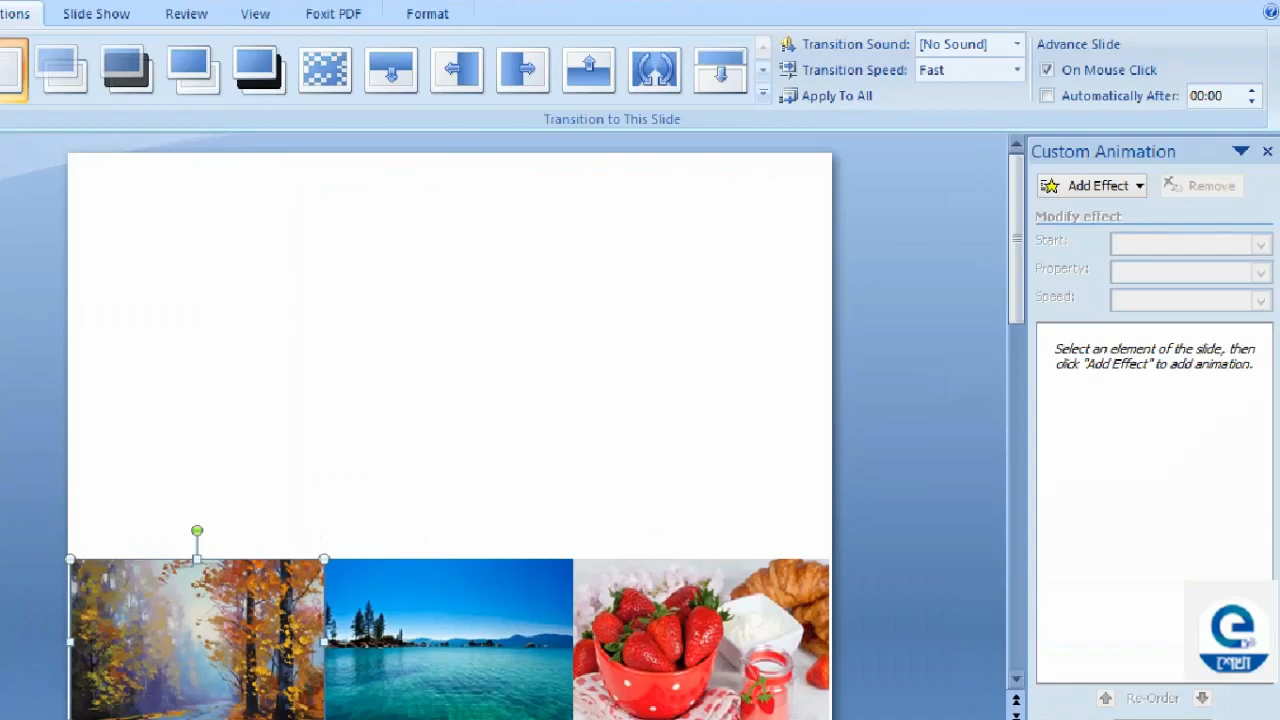 tions Slide Show Review View Foxit PDF Format
Transition Sound: [No Sound] Advance Slide
Transition Speed: Fast On Mouse Click
Apply To All Automatically After: 00:00
Transition to This Slide
Custom Animation
Add Effect Remove
Modify effect
Start:
Property:
Speed:
Select an element of the slide, then
click "Add Effect" to add animation.
e
শেখা
Re-Order